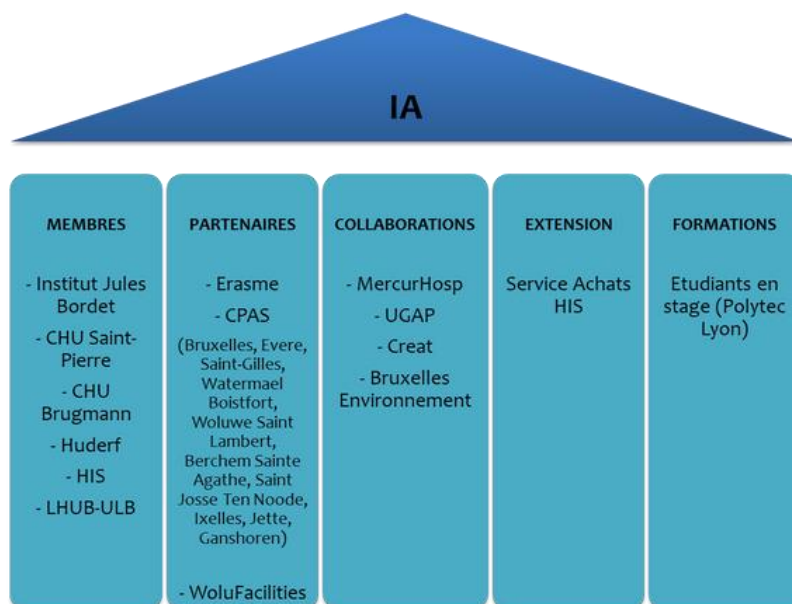 IA
MEMBRES
- Institut Jules
Bordet
- CHU Saint-
Pierre
- CHU
Brugmann
- Huderf
- HIS
- LHUB-ULB
PARTENAIRES
- Erasme
- CPAS
(Bruxelles, Evere,
Saint-Gilles,
Watermael
Boistfort,
Woluwe Saint
Lambert,
Berchem Sainte
Agathe, Saint
Josse Ten Noode,
Ixelles, Jette,
Ganshoren)
- WoluFacilities
COLLABORATIONS
- MercurHosp
- UGAP
- Creat
- Bruxelles
Environnement
EXTENSION
Service Achats
HIS
FORMATIONS
Etudiants en
stage (Polytec
Lyon)